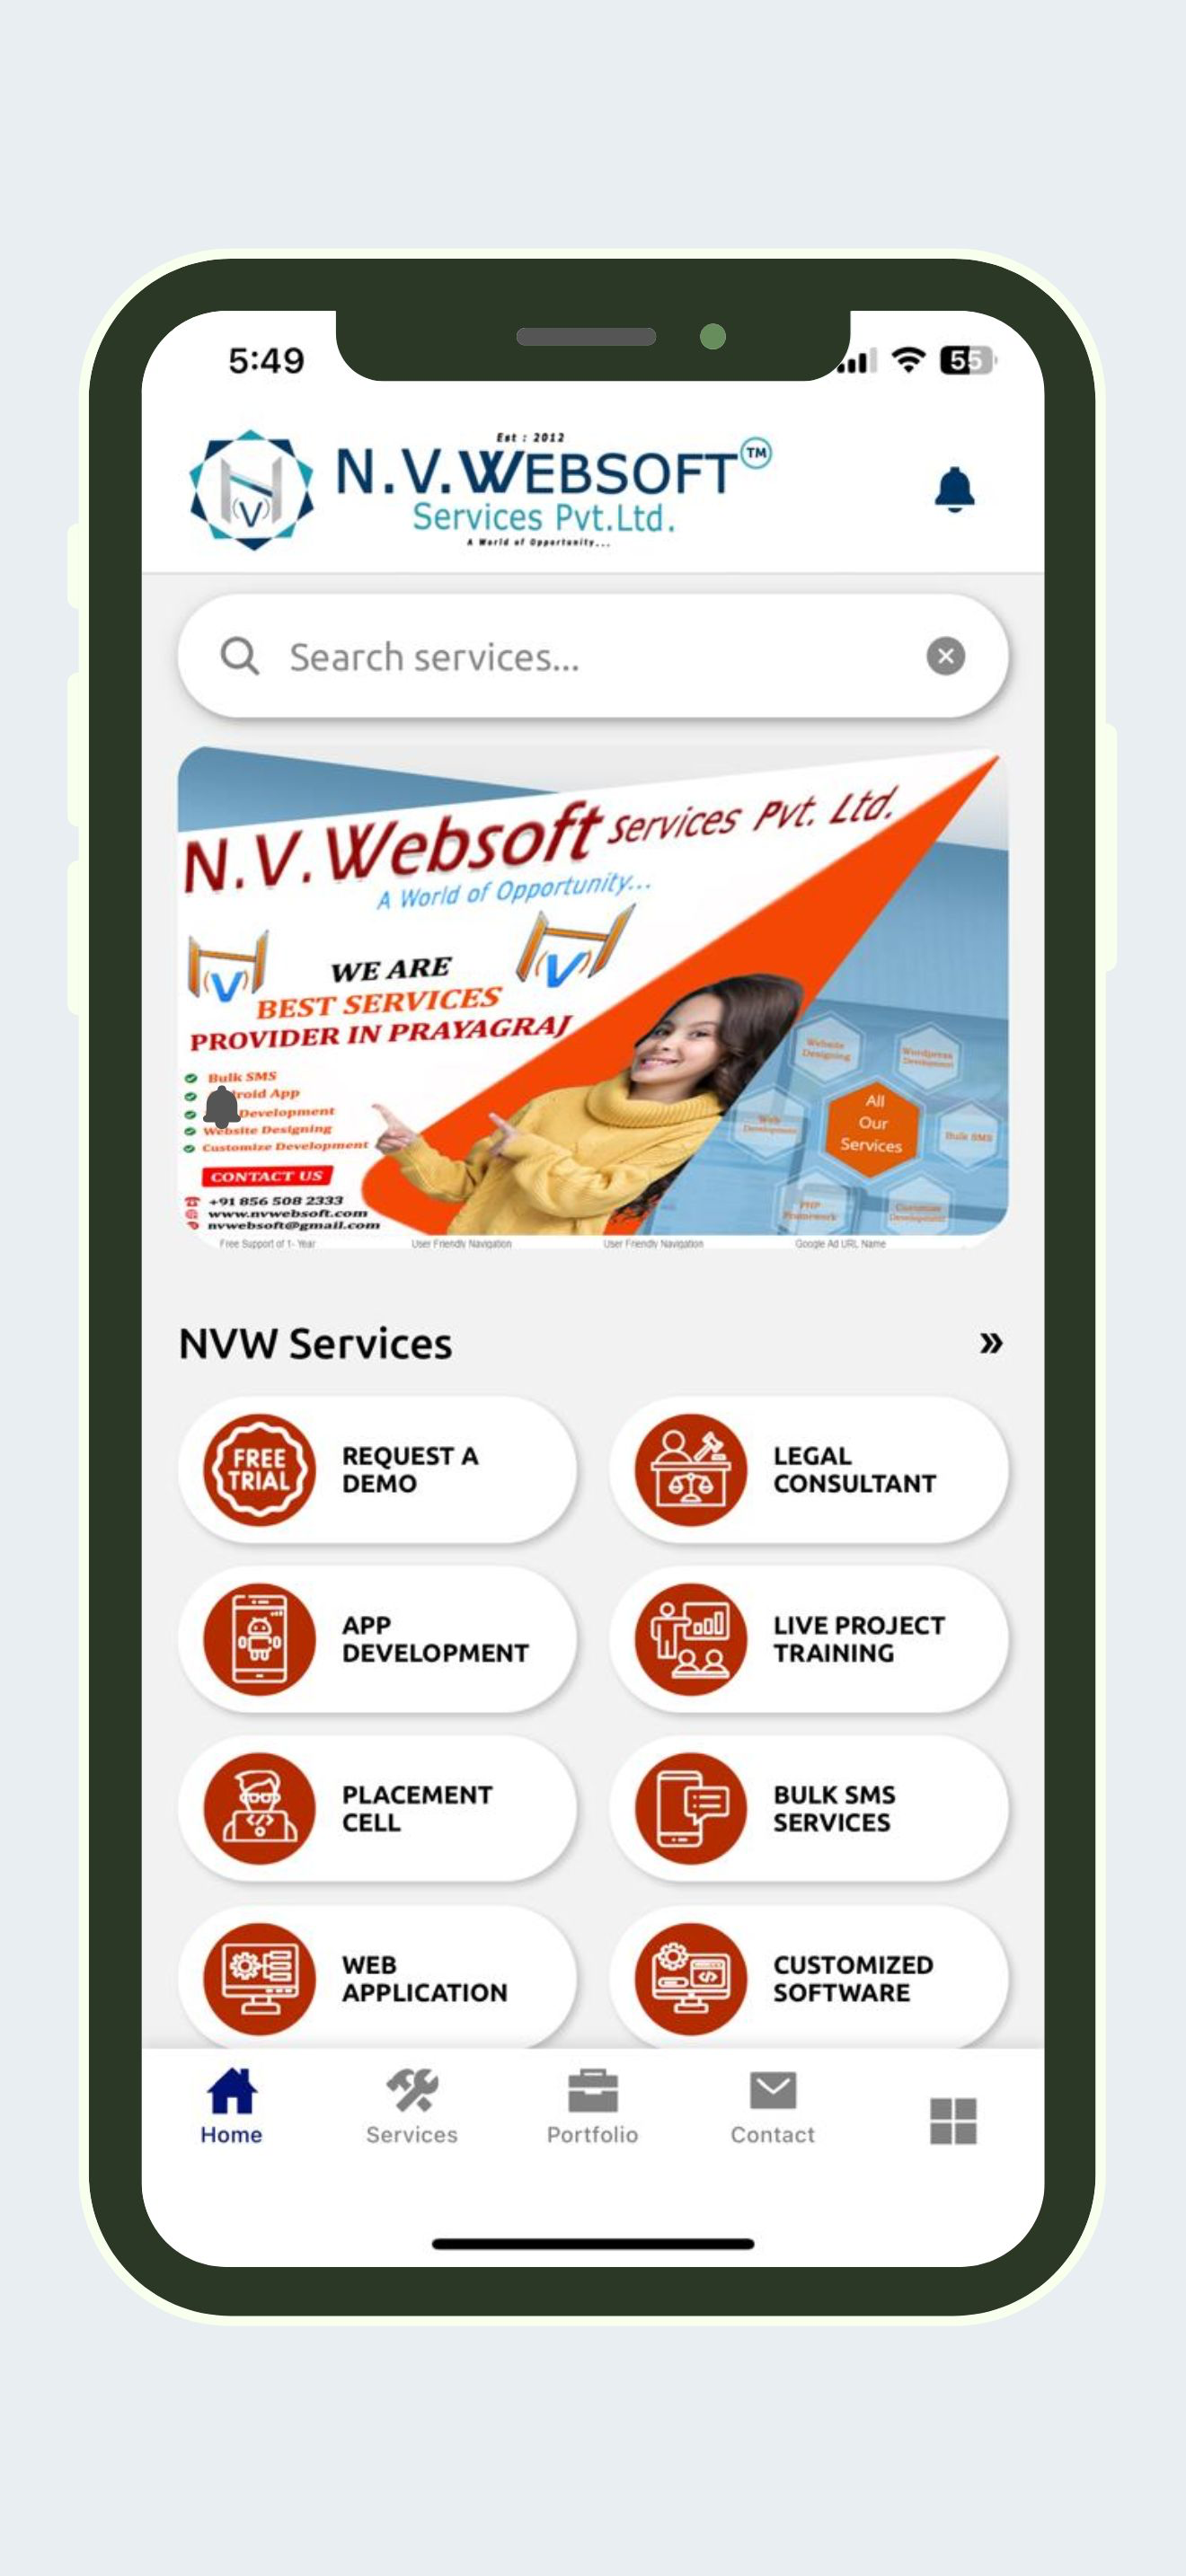 5:49
55
Est : 2012
N.V.WEBSOFT TM
Services Pvt.Ltd.
A World of Opportunity...
Search services...
N.V.Websoft Services Pvt. Ltd.
A World of Opportunity...
WE ARE
BEST SERVICES
PROVIDER IN PRAYAGRAJ
Bulk SMS
roid App
Development
Website Designing
Customize Development
CONTACT US
+91 856 508 2333
www.nvwebsoft.com
nvwebsoft@gmail.com
Website
Designing
Wordpress
Development
Web
Development
All
Our
Services
Bulk SMS
PHP
Framework
Customize
Development
Free Support of 1- Year
User Friendly Navigation
User Friendly Navigation
Google Ad URL Name
NVW Services »
FREE
TRIAL
REQUEST A
DEMO
LEGAL
CONSULTANT
APP
DEVELOPMENT
LIVE PROJECT
TRAINING
PLACEMENT
CELL
BULK SMS
SERVICES
WEB
APPLICATION
CUSTOMIZED
SOFTWARE
Home
Services
Portfolio
Contact